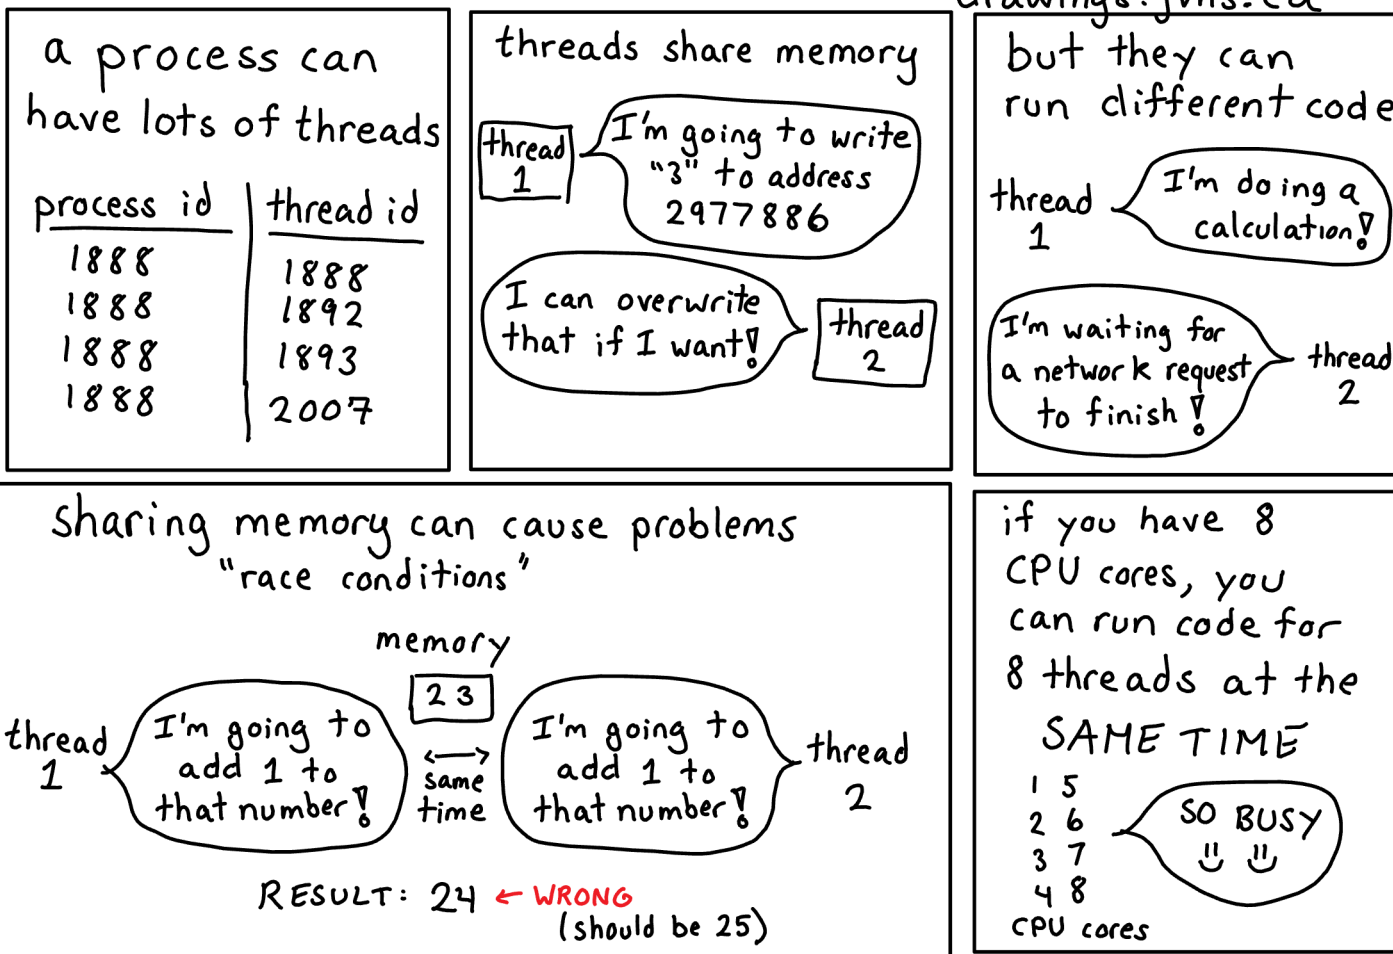 drawings.jvns.ca
a process can
have lots of threads
process id thread id
1888 1888
1888 1892
1888 1893
1888 2007
threads share memory
thread
1
I'm going to write
"3" to address
2977886
I can overwrite
that if I want!
thread
2
but they can
run different code
thread
1
I'm doing a
calculation!
I'm waiting for
a network request
to finish!
thread
2
sharing memory can cause problems
"race conditions"
memory
23
thread
1
I'm going to
add 1 to
that number!
same
time
I'm going to
add 1 to
that number!
thread
2
RESULT: 24 ← WRONG
(should be 25)
if you have 8
CPU cores, you
can run code for
8 threads at the
SAME TIME
1 5
2 6
3 7
4 8
CPU cores
SO BUSY